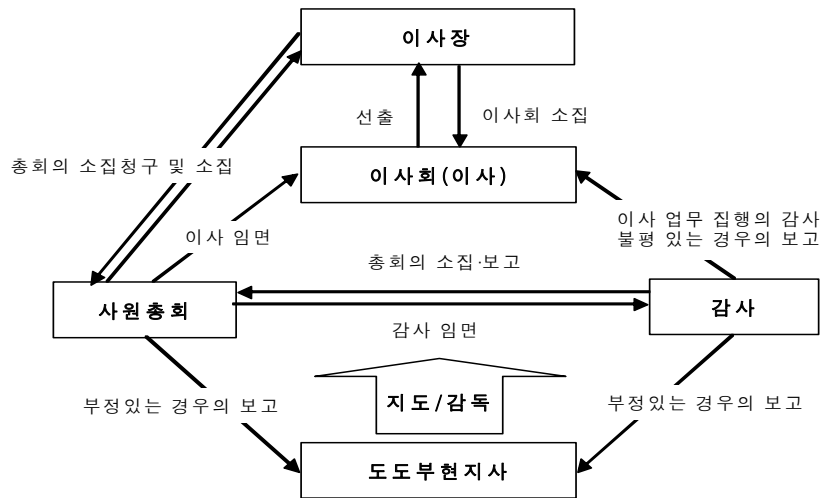 이사장
선출
이사회 소집
총회의 소집청구 및 소집
이사회(이사)
이사 임면
이사 업무 집행의 감사
불평 있는 경우의 보고
총회의 소집·보고
사원총회
감사
감사 임면
지도/감독
부정있는 경우의 보고
부정있는 경우의 보고
도도부현지사